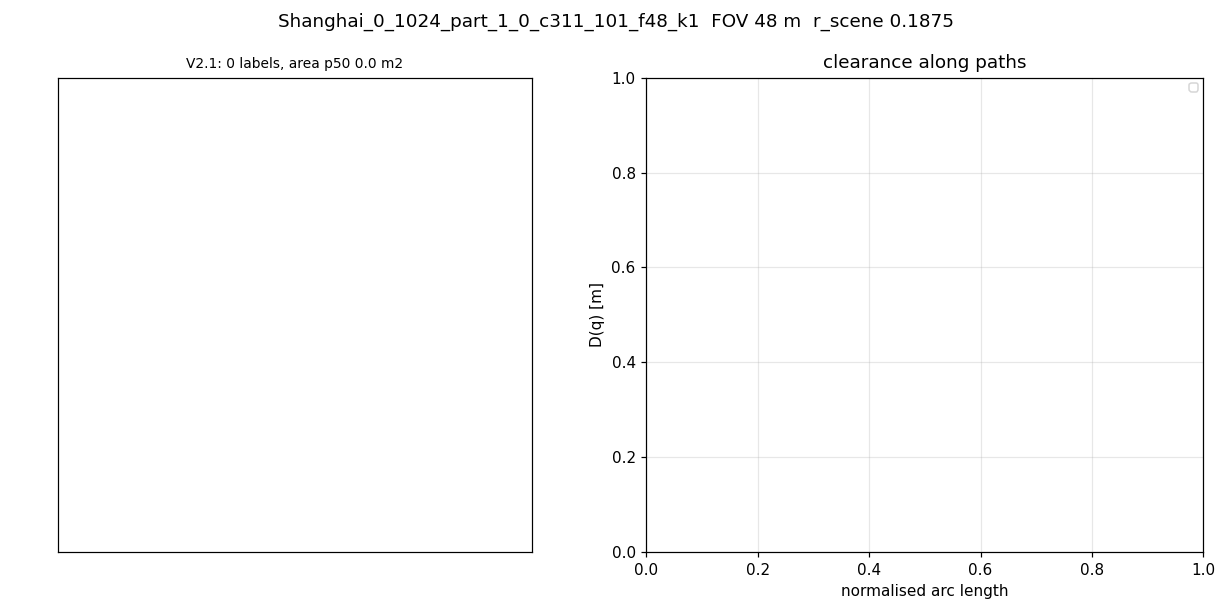 Shanghai_0_1024_part_1_0_c311_101_f48_k1  FOV 48 m  r_scene 0.1875
V2.1: 0 labels, area p50 0.0 m2
clearance along paths
1.0
0.8
0.6
0.4
0.2
0.0
D(q) [m]
0.0 0.2 0.4 0.6 0.8 1.0
normalised arc length